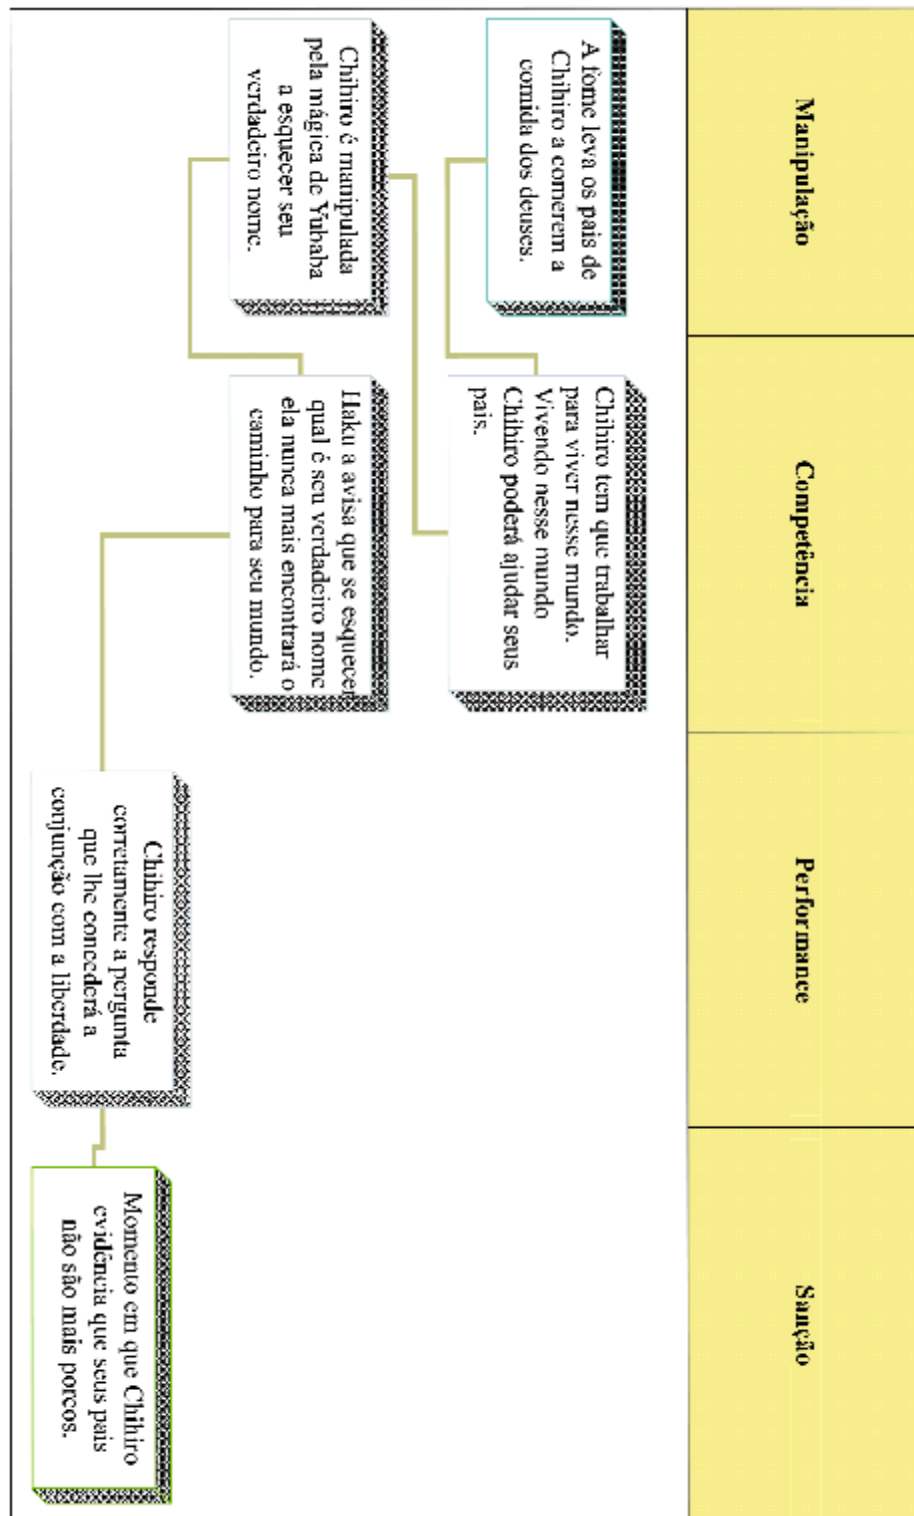 Manipulação
Competência
Performance
Sanção
A fome leva os pais de
Chihiro a comerem a
comida dos deuses.
Chihiro tem que trabalhar
para viver nesse mundo.
Vivendo nesse mundo
Chihiro poderá ajudar seus
pais.
Chihiro é manipulada
pela mágica de Yubaba
a esquecer seu
verdadeiro nome.
Haku a avisa que se esquecer
qual é seu verdadeiro nome
ela nunca mais encontrará o
caminho para seu mundo.
Chihiro responde
corretamente a pergunta
que lhe concederá a
conjunção com a liberdade.
Momento em que Chihiro
evidência que seus pais
não são mais porcos.